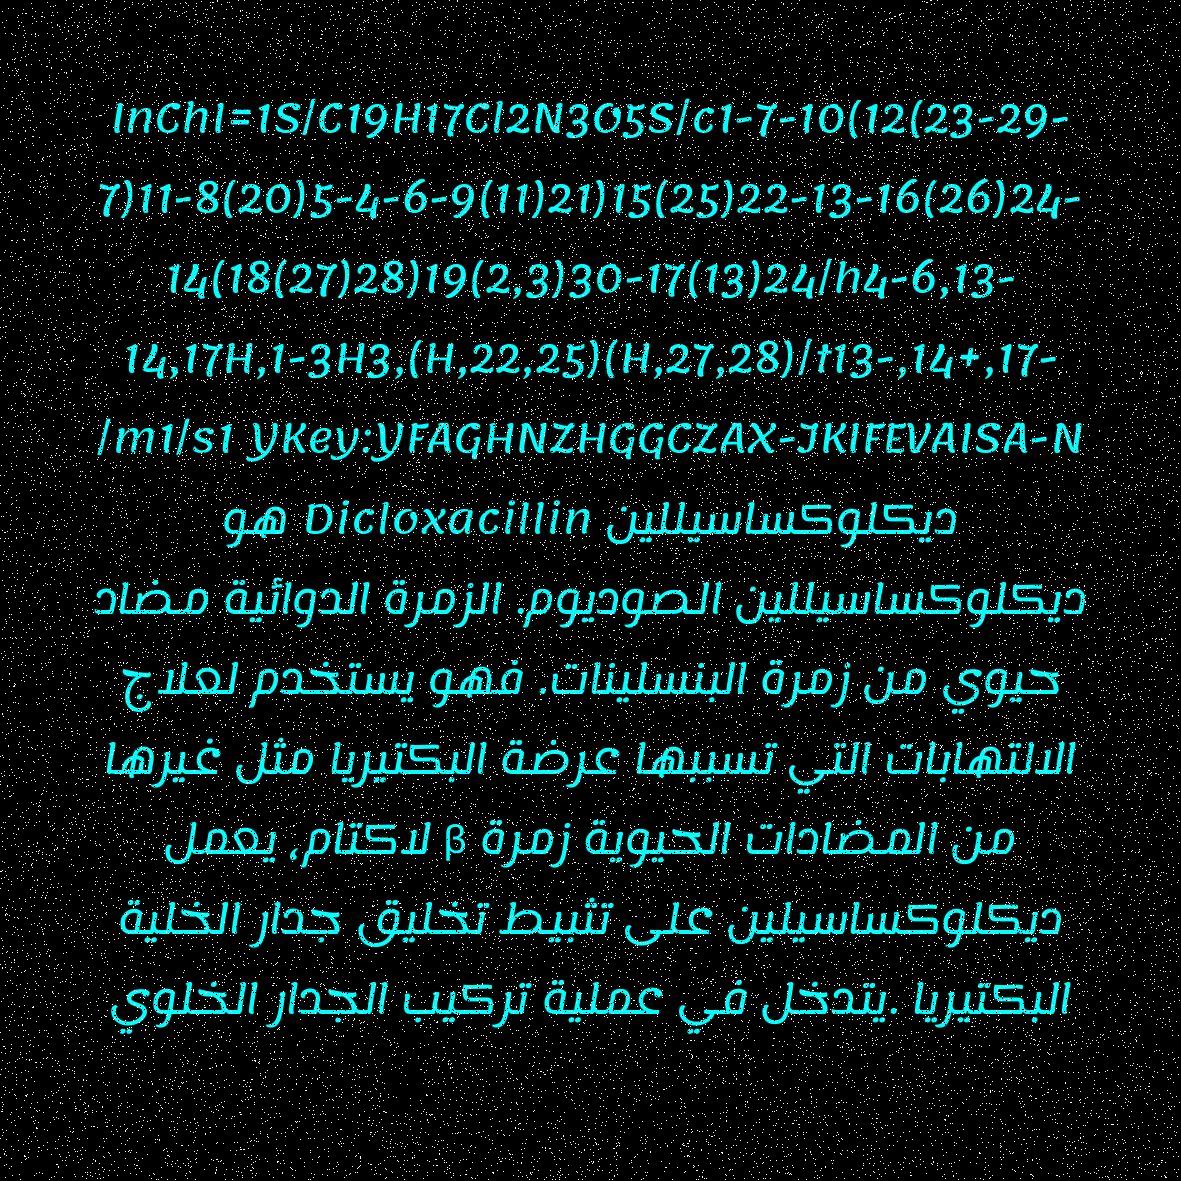 InChI=1S/C19H17Cl2N3O5S/c1-7-10(12(23-29-
7)11-8(20)5-4-6-9(11)21)15(25)22-13-16(26)24-
14(18(27)28)19(2,3)30-17(13)24/h4-6,13-
14,17H,1-3H3,(H,22,25)(H,27,28)/t13-,14+,17-
/m1/s1 YKey:YFAGHNZHGGCZAX-JKIFEVAISA-N
ديكلوكساسيللين Dicloxacillin هو
ديكلوكساسيللين الصوديوم. الزمرة الدوائية مضاد
حيوي من زمرة البنسلينات. فهو يستخدم لعلاج
الالتهابات التي تسببها عرضة البكتيريا مثل غيرها
من المضادات الحيوية زمرة β لاكتام، يعمل
ديكلوكساسيلين على تثبيط تخليق جدار الخلية
البكتيريا .يتدخل في عملية تركيب الجدار الخلوي